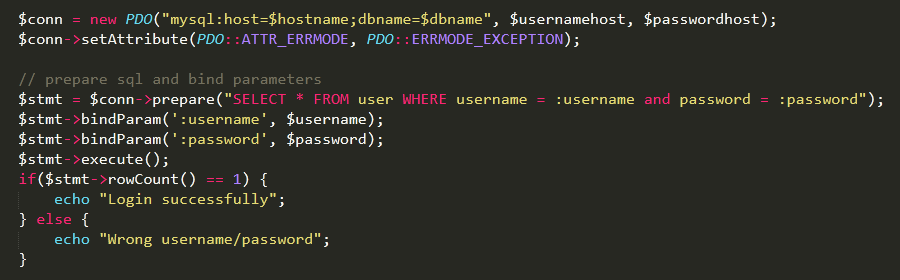 $conn = new PDO("mysql:host=$hostname;dbname=$dbname", $usernamehost, $passwordhost);
$conn->setAttribute(PDO::ATTR_ERRMODE, PDO::ERRMODE_EXCEPTION);
// prepare sql and bind parameters
$stmt = $conn->prepare("SELECT * FROM user WHERE username = :username and password = :password");
$stmt->bindParam(':username', $username);
$stmt->bindParam(':password', $password);
$stmt->execute();
if($stmt->rowCount() == 1) {
echo "Login successfully";
} else {
echo "Wrong username/password";
}